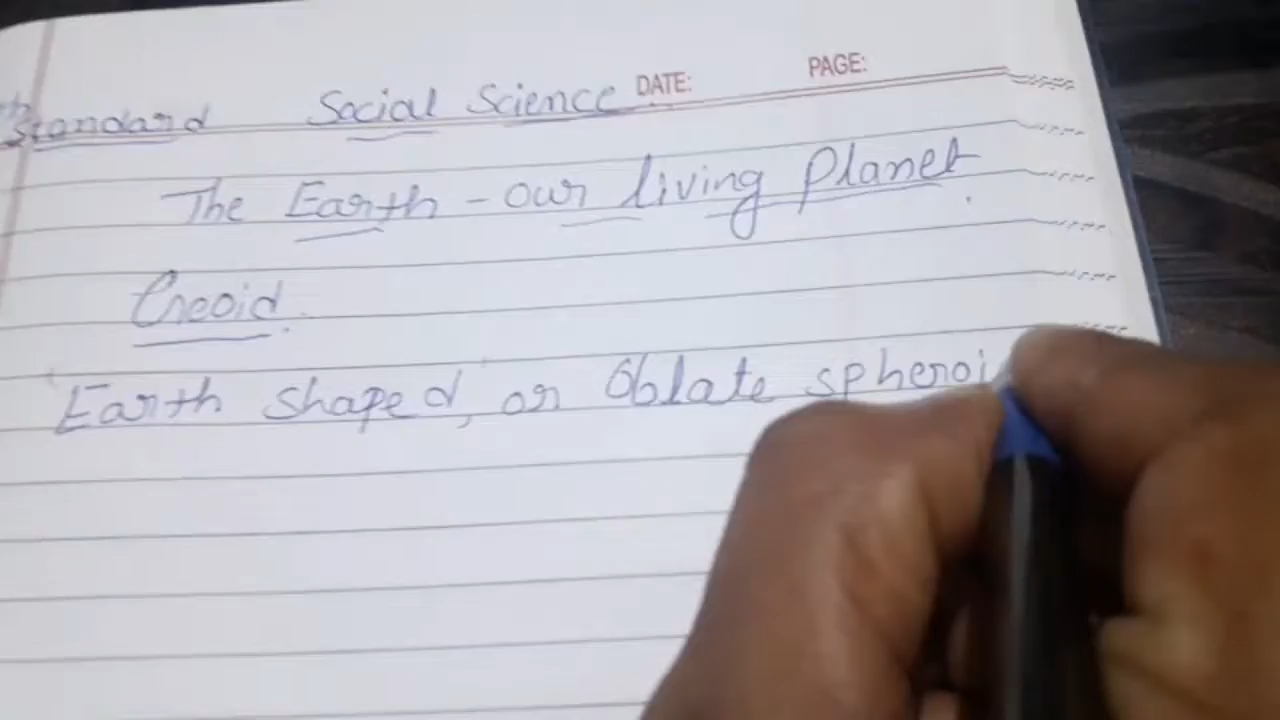 Standard Social Science DATE: PAGE:
The Earth - our living Planet.
Geoid.
Earth shaped, or Oblate spheroi